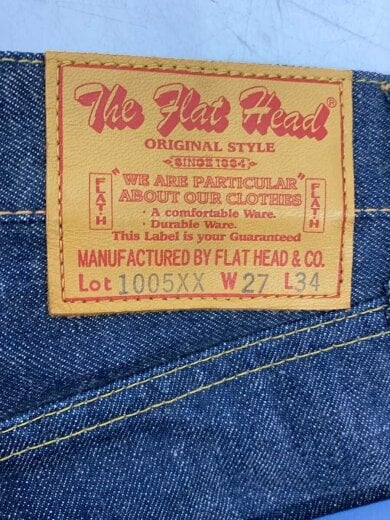 The Flat Head®
ORIGINAL STYLE
SINCE 1994
"WE ARE PARTICULAR"
ABOUT OUR CLOTHES
FLATH
FLATH
· A comfortable Ware.
· Durable Ware.
This Label is your Guaranteed
MANUFACTURED BY FLAT HEAD & CO.
Lot 1005XX W 27 L 34